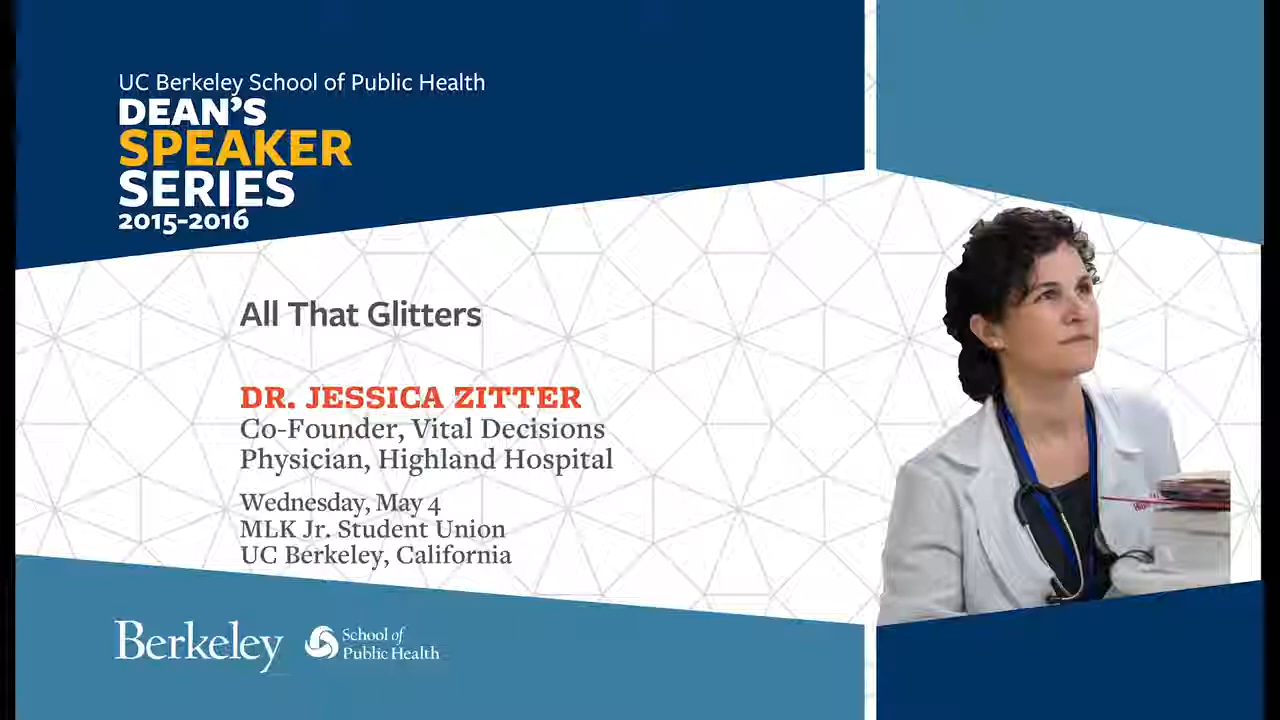 UC Berkeley School of Public Health
DEAN’S
SPEAKER
SERIES
2015-2016
All That Glitters
DR. JESSICA ZITTER
Co-Founder, Vital Decisions
Physician, Highland Hospital
Wednesday, May 4
MLK Jr. Student Union
UC Berkeley, California
Berkeley
School of
Public Health